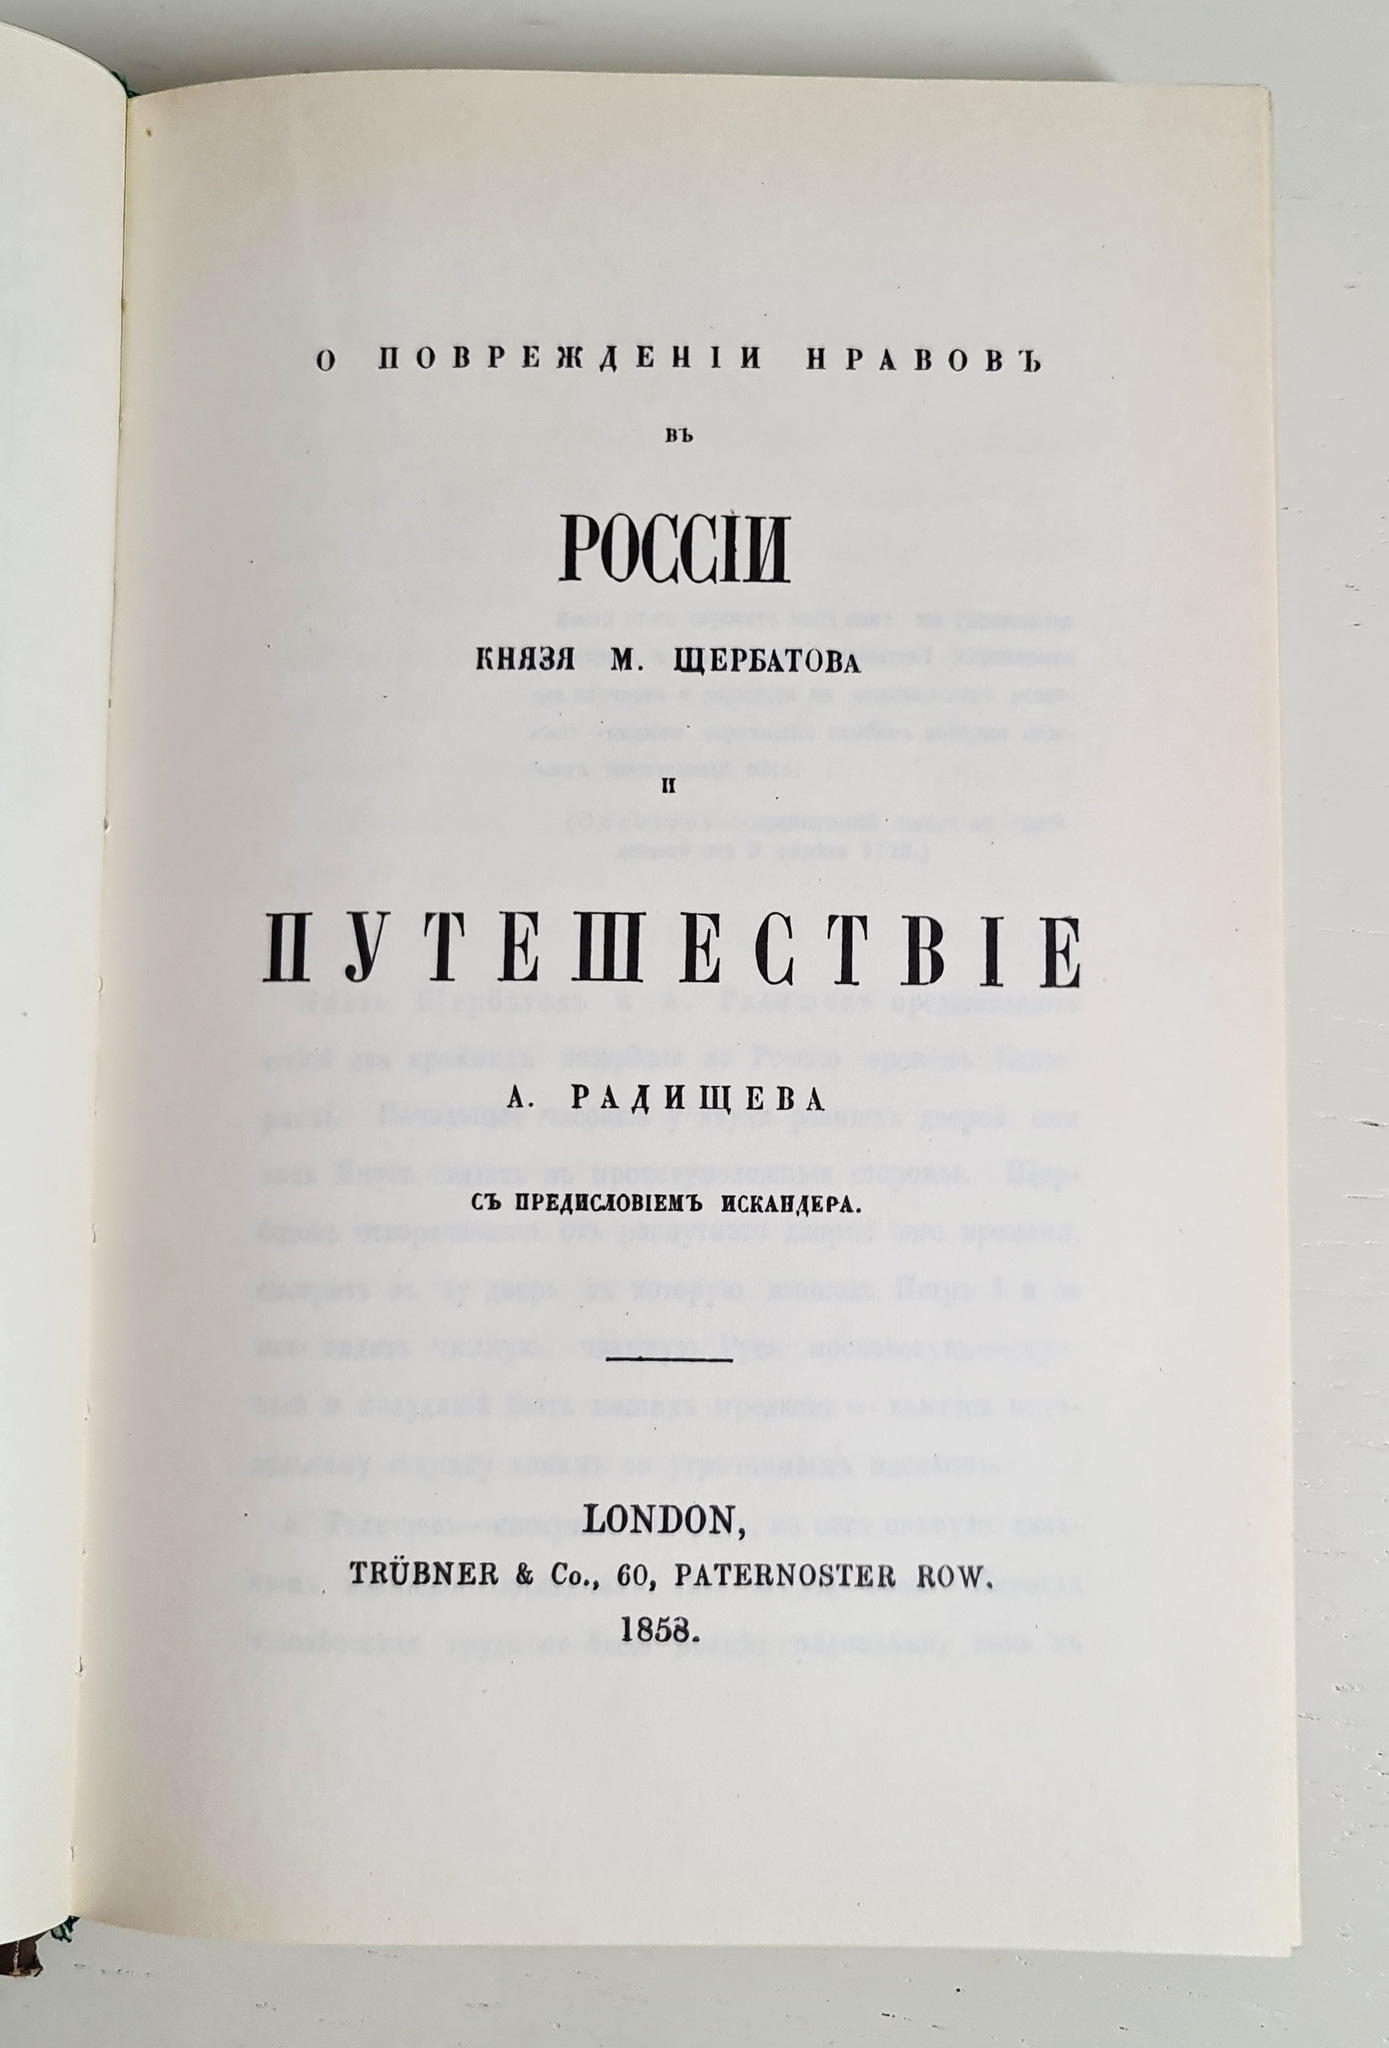 О ПОВРЕЖДЕНІИ НРАВОВЪ
ВЪ
РОССІИ
КНЯЗЯ М. ЩЕРБАТОВА
И
ПУТЕШЕСТВІЕ
А. РАДИЩЕВА
СЪ ПРЕДИСЛОВІЕМЪ ИСКАНДЕРА.
LONDON,
TRÜBNER & Co., 60, PATERNOSTER ROW.
1858.